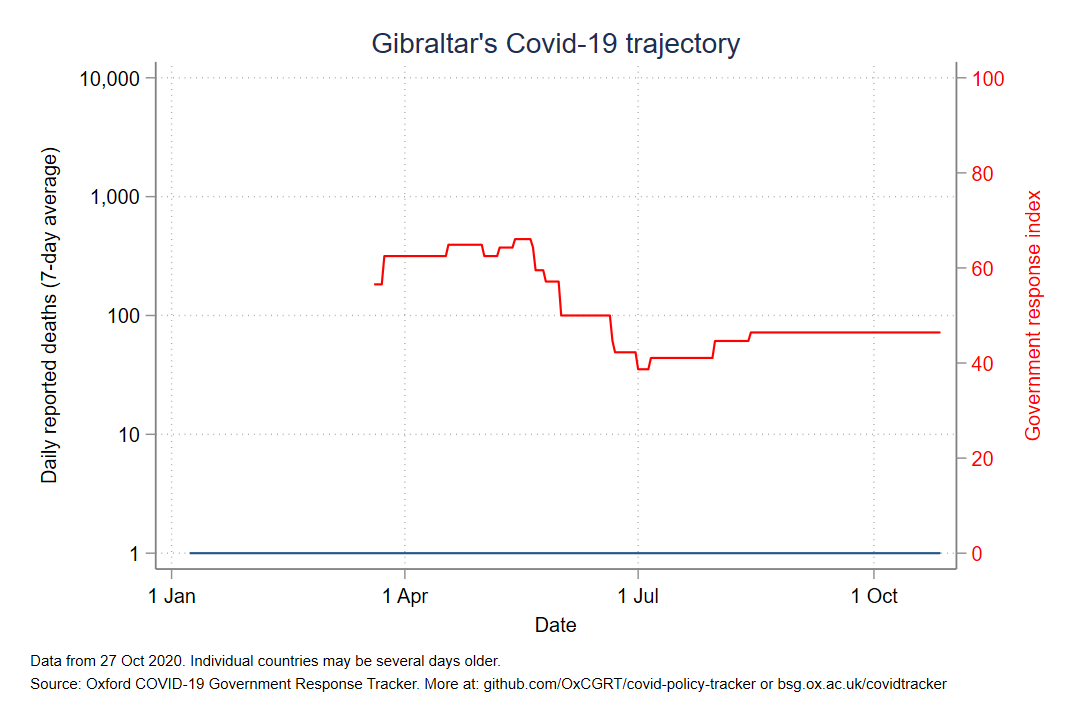 Gibraltar's Covid-19 trajectory
10,000
1,000
100
10
1
Daily reported deaths (7-day average)
100
80
60
40
20
0
Government response index
1 Jan
1 Apr
1 Jul
1 Oct
Date
Data from 27 Oct 2020. Individual countries may be several days older.
Source: Oxford COVID-19 Government Response Tracker. More at: github.com/OxCGRT/covid-policy-tracker or bsg.ox.ac.uk/covidtracker